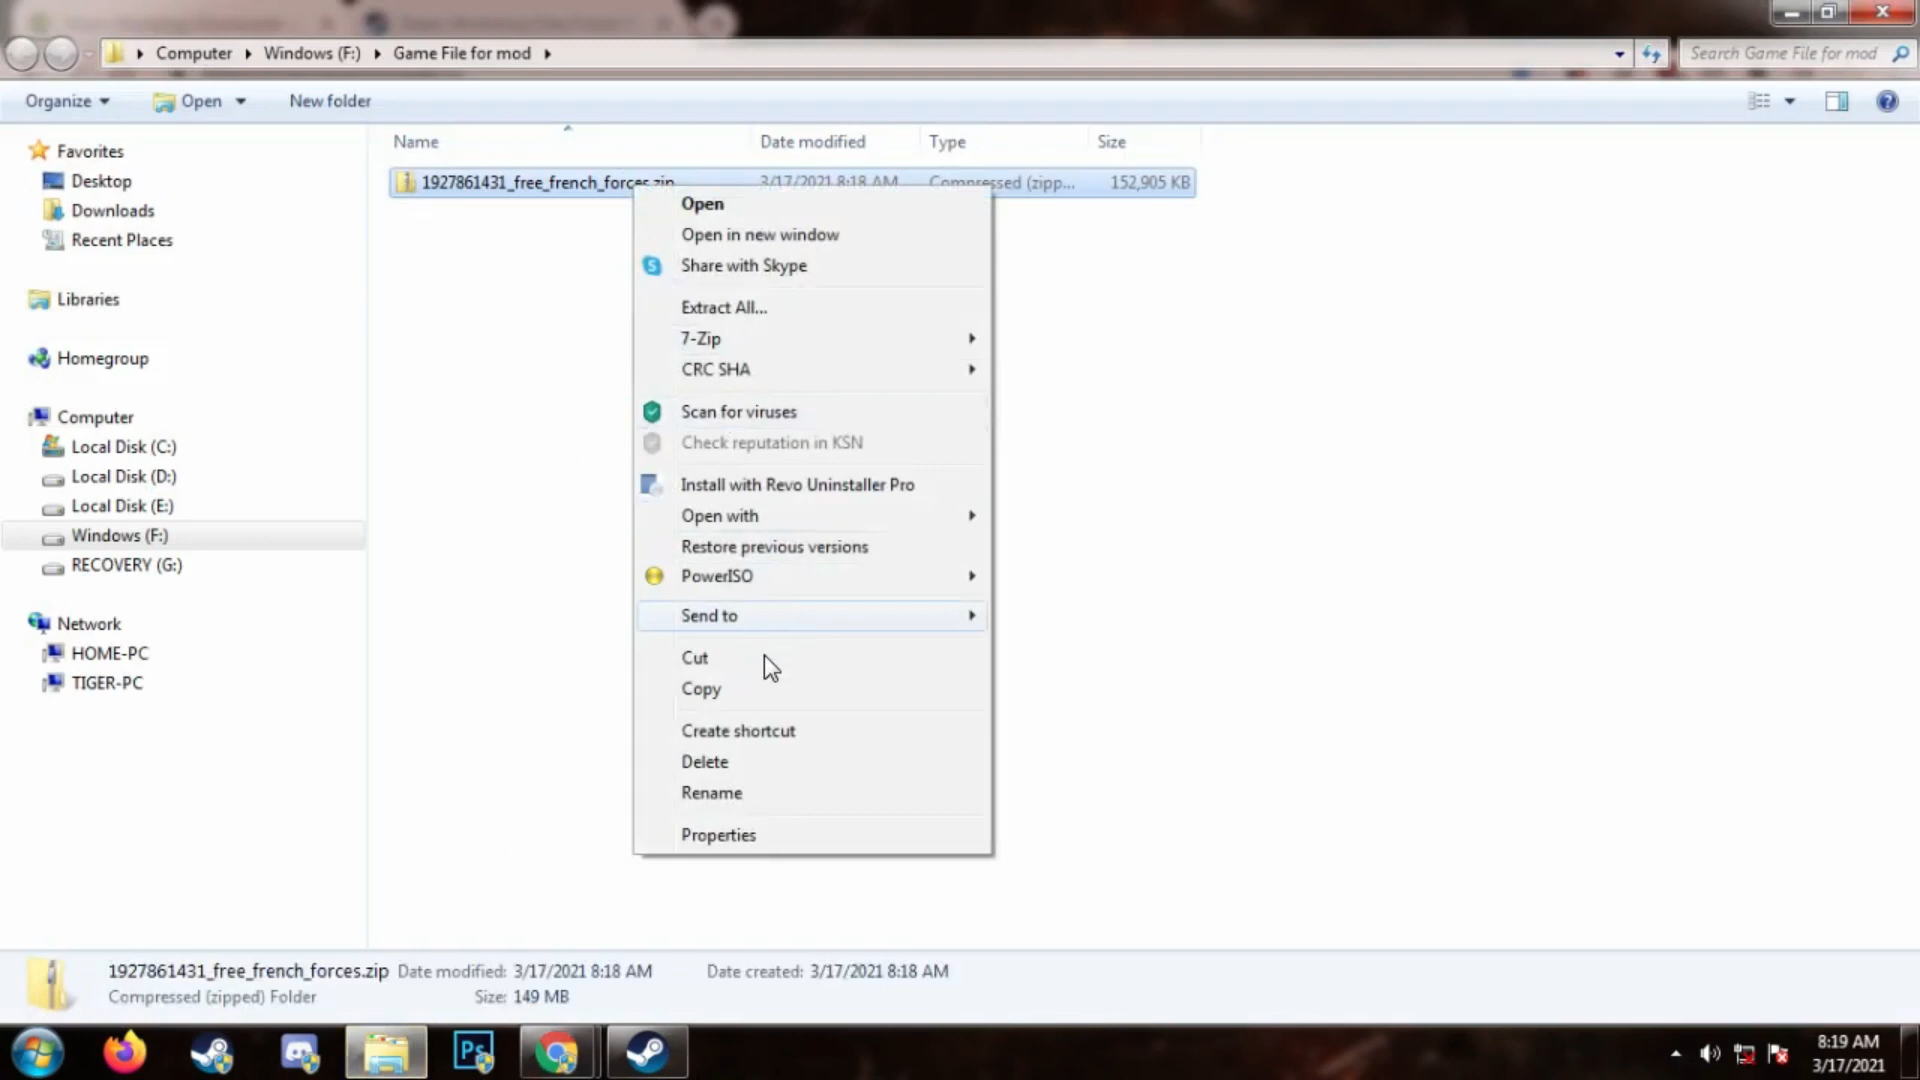 Computer
Windows (F:)
Game File for mod
Search Game File for mod
Organize
Open
New folder
Name
Date modified
Type
Size
1927861431_free_french_forces.zip
3/17/2021 8:18 AM
Compressed (zipp...
152,905 KB
Favorites
Desktop
Downloads
Recent Places
Libraries
Homegroup
Computer
Local Disk (C:)
Local Disk (D:)
Local Disk (E:)
Windows (F:)
RECOVERY (G:)
Network
HOME-PC
TIGER-PC
Open
Open in new window
Share with Skype
Extract All...
7-Zip
CRC SHA
Scan for viruses
Check reputation in KSN
Install with Revo Uninstaller Pro
Open with
Restore previous versions
PowerISO
Send to
Cut
Copy
Create shortcut
Delete
Rename
Properties
1927861431_free_french_forces.zip Date modified: 3/17/2021 8:18 AM Date created: 3/17/2021 8:18 AM
Compressed (zipped) Folder Size: 149 MB
Ps
8:19 AM
3/17/2021